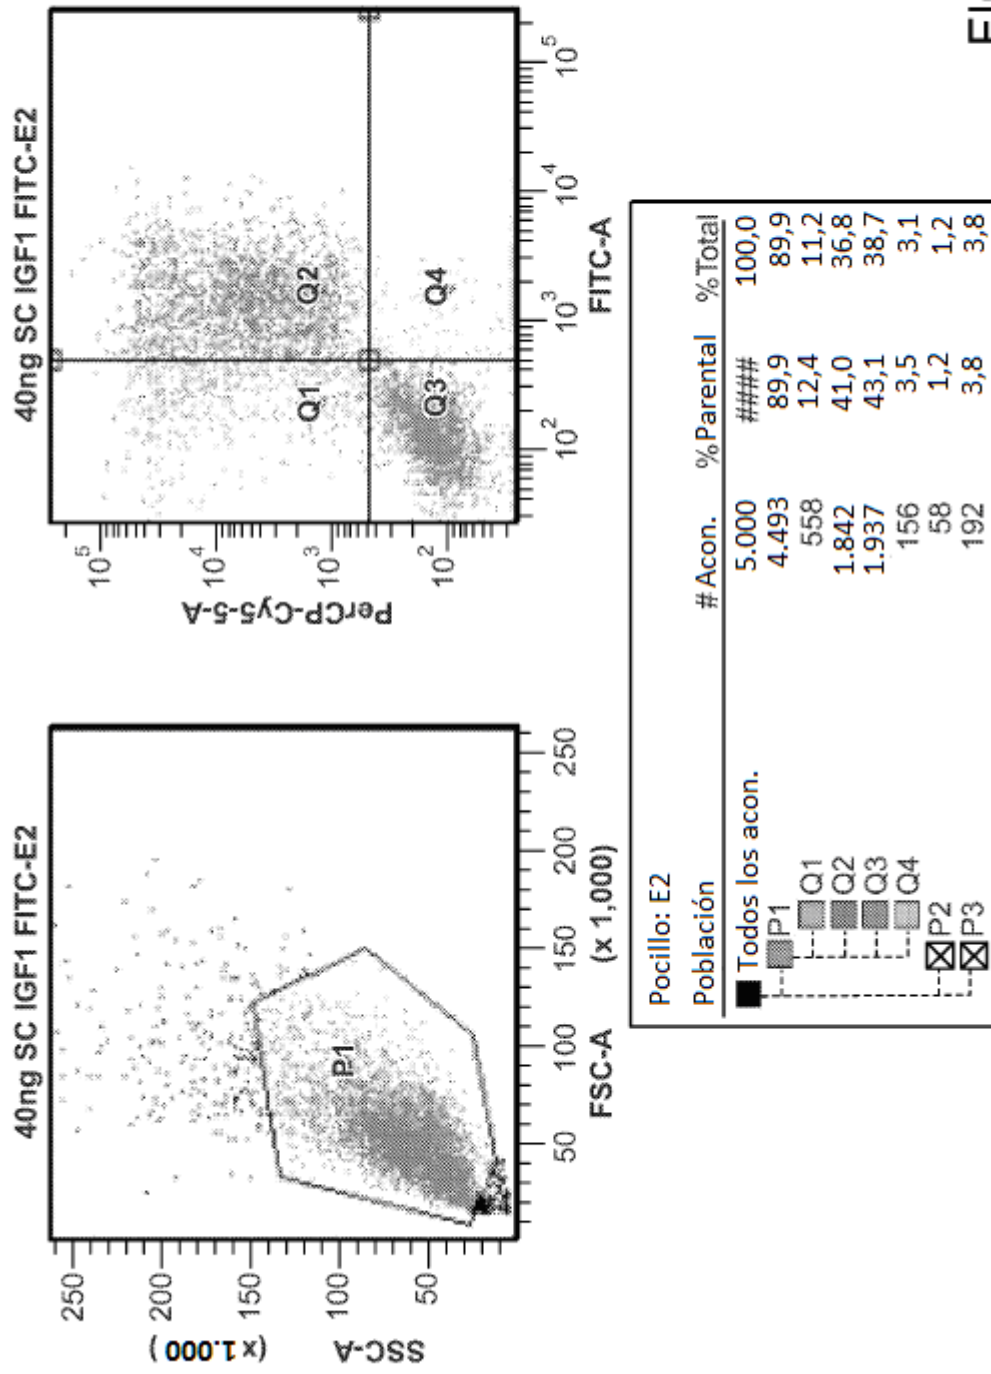 40ng SC IGF1 FITC-E2
250
200
150
100
50
SSC-A
(x 1.000 )
P1
50
100
150
200
250
FSC-A
(x 1,000)
40ng SC IGF1 FITC-E2
10^5
10^4
10^3
10^2
PerCP-Cy5-5-A
Q1
Q2
Q3
Q4
10^2
10^3
10^4
10^5
FITC-A
Pocillo: E2
Población # Acon. %Parental %Total
Todos los acon. 5.000 #### 100,0
P1 4.493 89,9 89,9
Q1 558 12,4 11,2
Q2 1.842 41,0 36,8
Q3 1.937 43,1 38,7
Q4 156 3,5 3,1
P2 58 1,2 1,2
P3 192 3,8 3,8